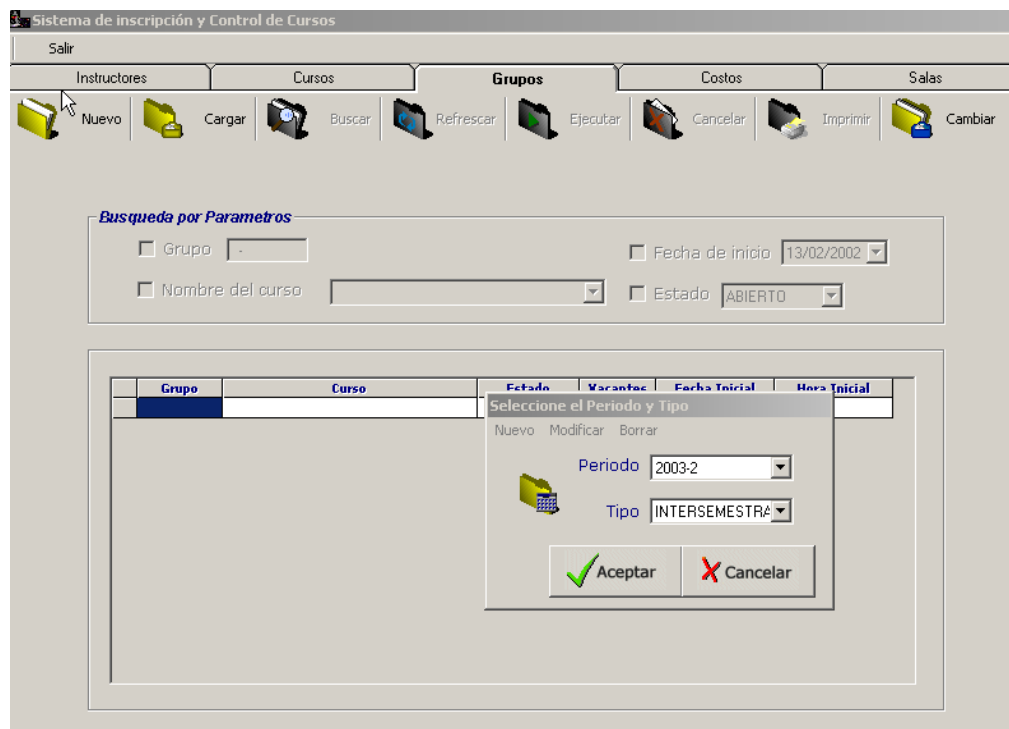 Sistema de inscripción y Control de Cursos
Salir
Instructores Cursos Grupos Costos Salas
Nuevo Cargar Buscar Refrescar Ejecutar Cancelar Imprimir Cambiar
Busqueda por Parametros
Grupo - Fecha de inicio 13/02/2002
Nombre del curso Estado ABIERTO
Grupo Curso Estado Vacantes Fecha Inicial Hora Inicial
Seleccione el Periodo y Tipo
Nuevo Modificar Borrar
Periodo 2003-2
Tipo INTERSEMESTRA
Aceptar Cancelar